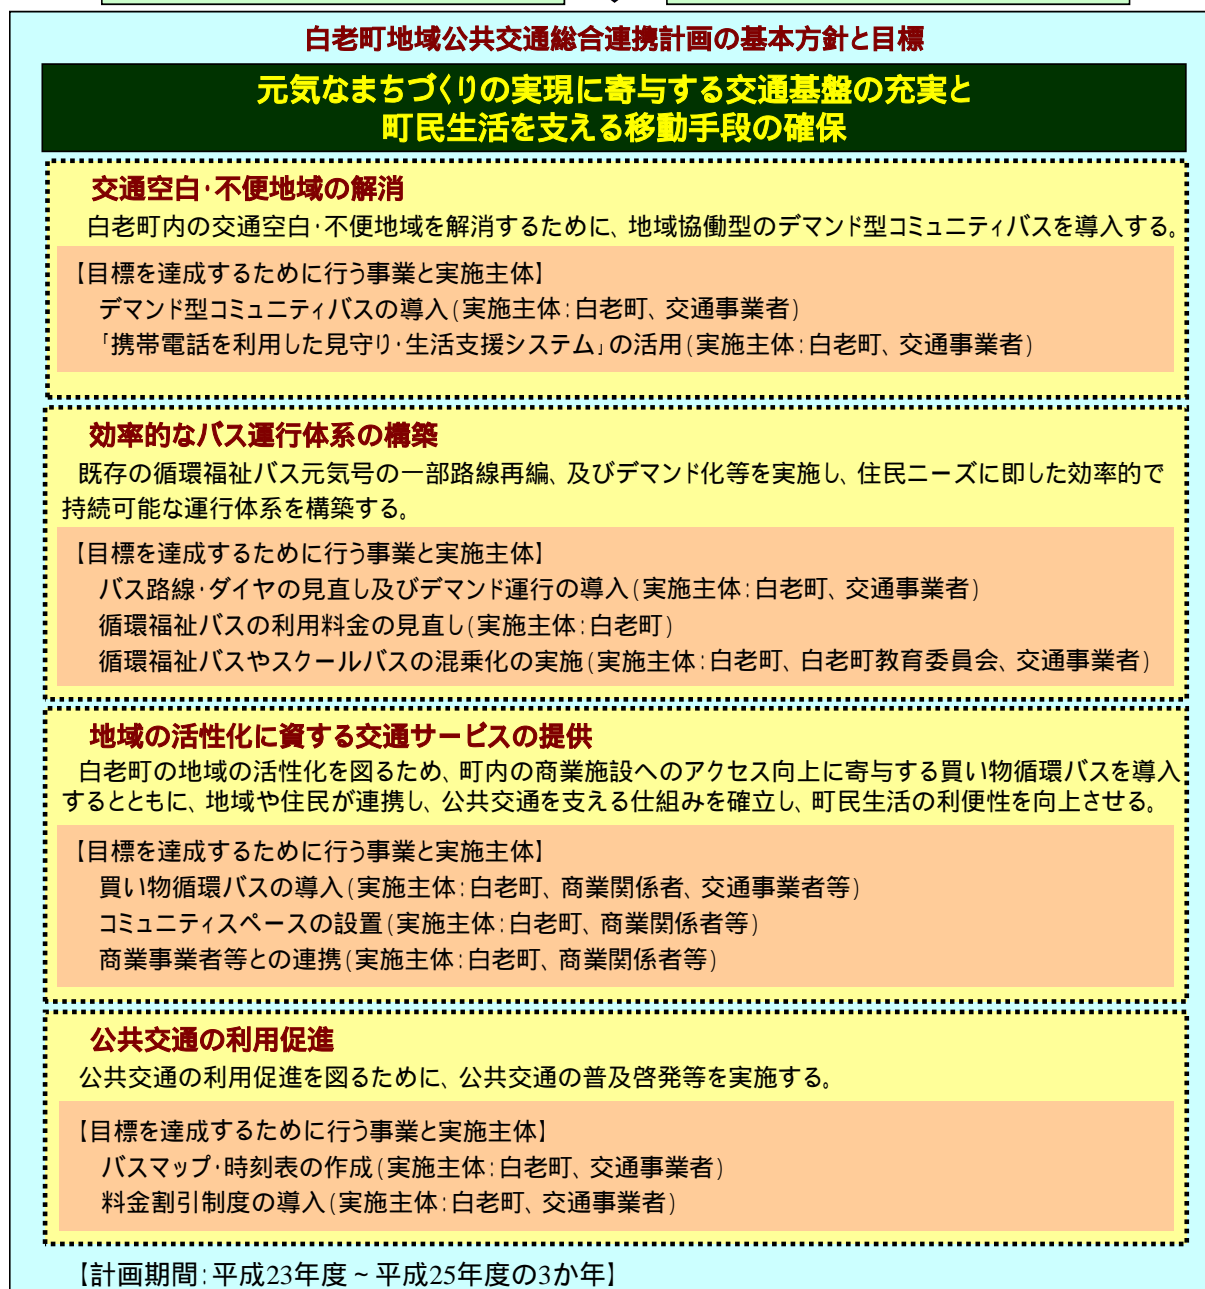 白老町地域公共交通総合連携計画の基本方針と目標
元気なまちづくりの実現に寄与する交通基盤の充実と
町民生活を支える移動手段の確保
交通空白・不便地域の解消
白老町内の交通空白・不便地域を解消するために、地域協働型のデマンド型コミュニティバスを導入する。
【目標を達成するために行う事業と実施主体】
デマンド型コミュニティバスの導入(実施主体:白老町、交通事業者)
「携帯電話を利用した見守り・生活支援システム」の活用(実施主体:白老町、交通事業者)
効率的なバス運行体系の構築
既存の循環福祉バス元気号の一部路線再編、及びデマンド化等を実施し、住民ニーズに即した効率的で
持続可能な運行体系を構築する。
【目標を達成するために行う事業と実施主体】
バス路線・ダイヤの見直し及びデマンド運行の導入(実施主体:白老町、交通事業者)
循環福祉バスの利用料金の見直し(実施主体:白老町)
循環福祉バスやスクールバスの混乗化の実施(実施主体:白老町、白老町教育委員会、交通事業者)
地域の活性化に資する交通サービスの提供
白老町の地域の活性化を図るため、町内の商業施設へのアクセス向上に寄与する買い物循環バスを導入
するとともに、地域や住民が連携し、公共交通を支える仕組みを確立し、町民生活の利便性を向上させる。
【目標を達成するために行う事業と実施主体】
買い物循環バスの導入(実施主体:白老町、商業関係者、交通事業者等)
コミュニティスペースの設置(実施主体:白老町、商業関係者等)
商業事業者等との連携(実施主体:白老町、商業関係者等)
公共交通の利用促進
公共交通の利用促進を図るために、公共交通の普及啓発等を実施する。
【目標を達成するために行う事業と実施主体】
バスマップ・時刻表の作成(実施主体:白老町、交通事業者)
料金割引制度の導入(実施主体:白老町、交通事業者)
【計画期間:平成23年度~平成25年度の3か年】